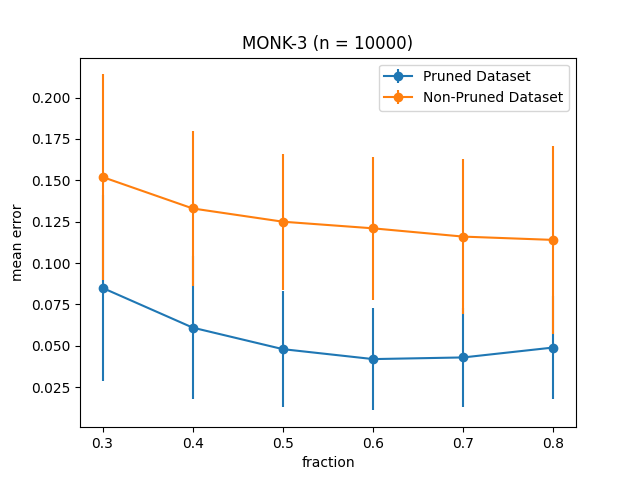 MONK-3 (n = 10000)
Pruned Dataset
Non-Pruned Dataset
mean error
0.200
0.175
0.150
0.125
0.100
0.075
0.050
0.025
0.3 0.4 0.5 0.6 0.7 0.8
fraction